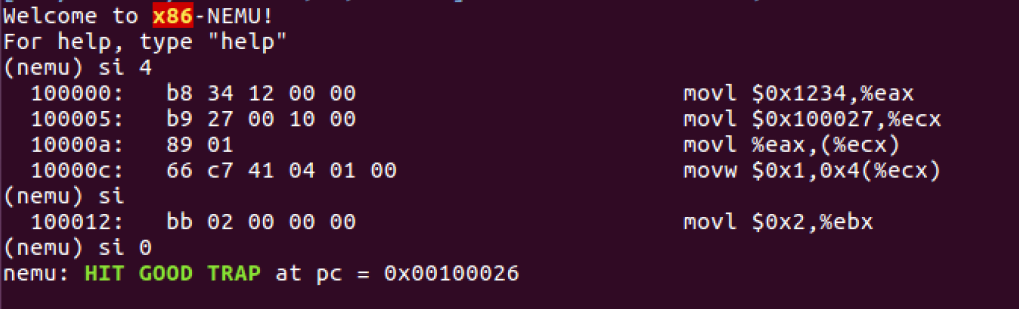 Welcome to x86-NEMU!
For help, type "help"
(nemu) si 4
100000: b8 34 12 00 00 movl $0x1234,%eax
100005: b9 27 00 10 00 movl $0x100027,%ecx
10000a: 89 01 movl %eax,(%ecx)
10000c: 66 c7 41 04 01 00 movw $0x1,0x4(%ecx)
(nemu) si
100012: bb 02 00 00 00 movl $0x2,%ebx
(nemu) si 0
nemu: HIT GOOD TRAP at pc = 0x00100026